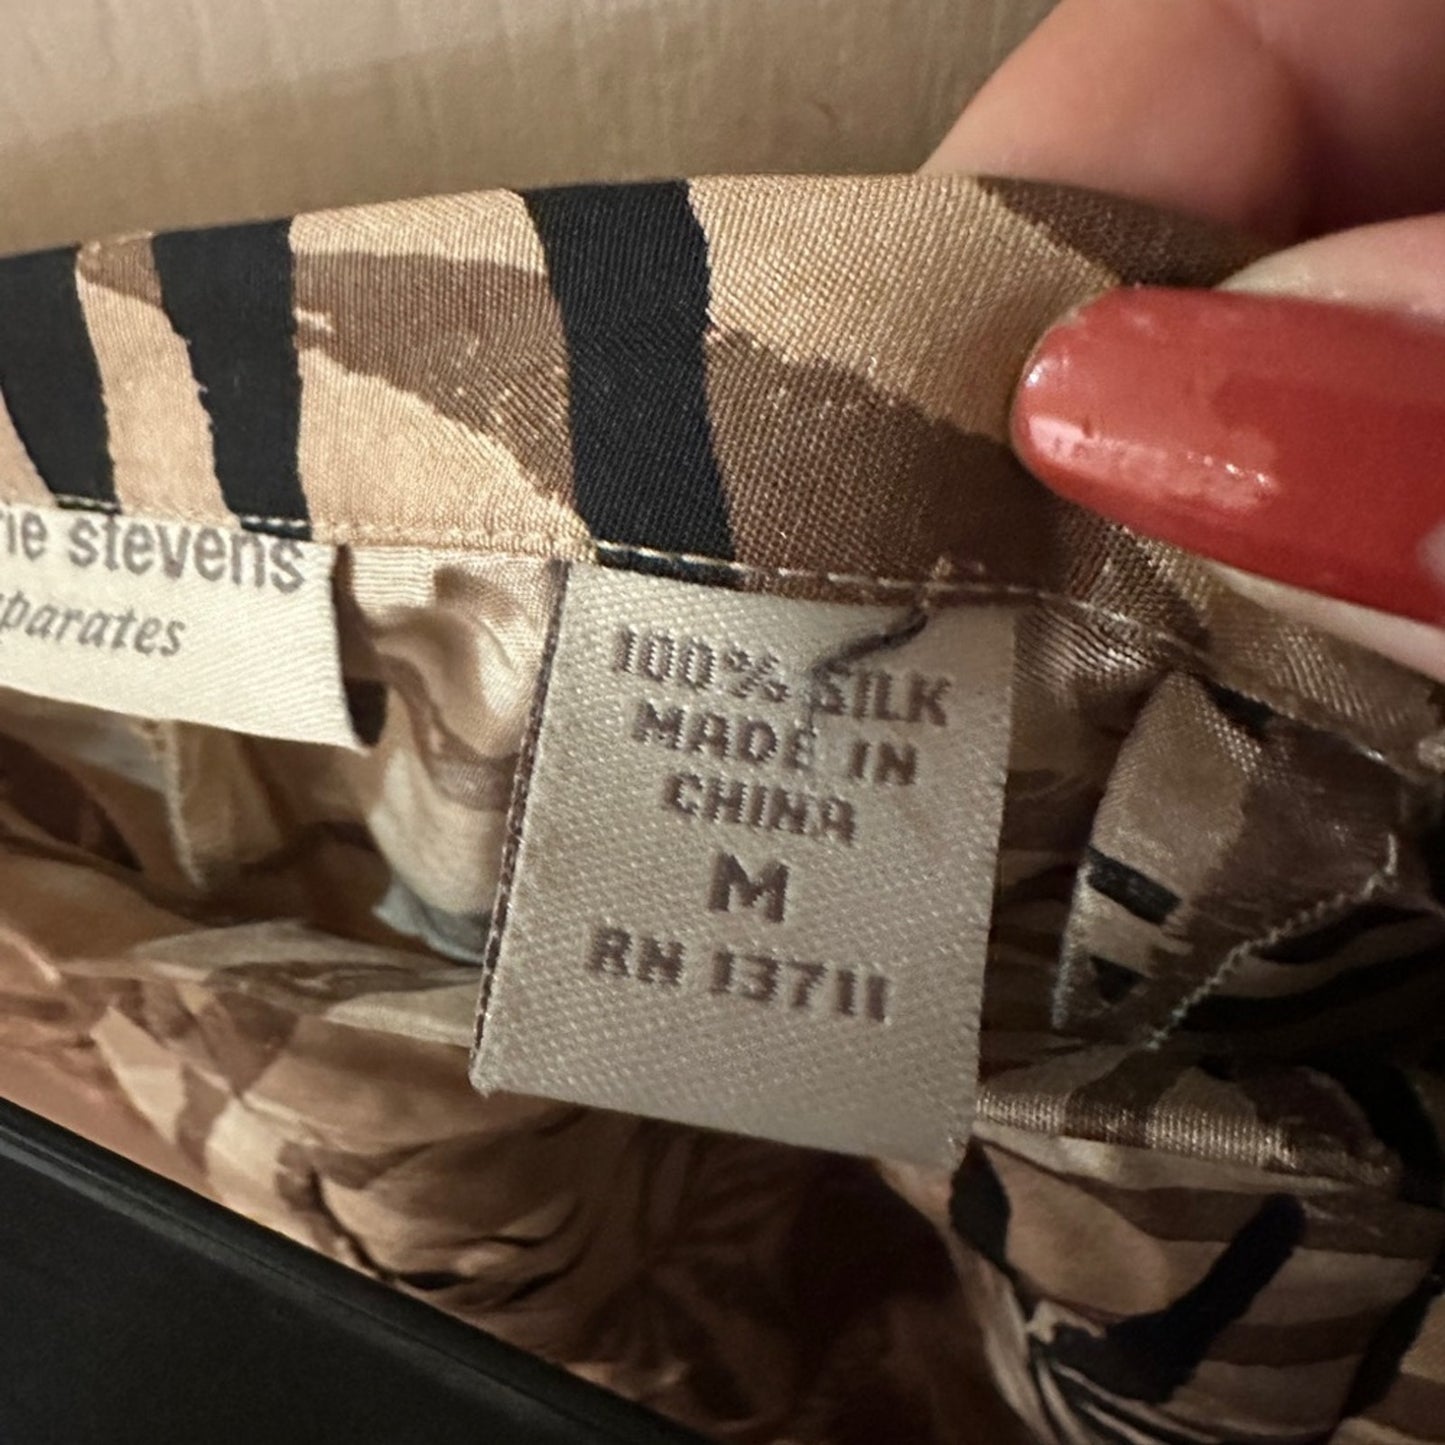 rie stevens
parates
100% SILK
MADE IN
CHINA
M
RN 13711